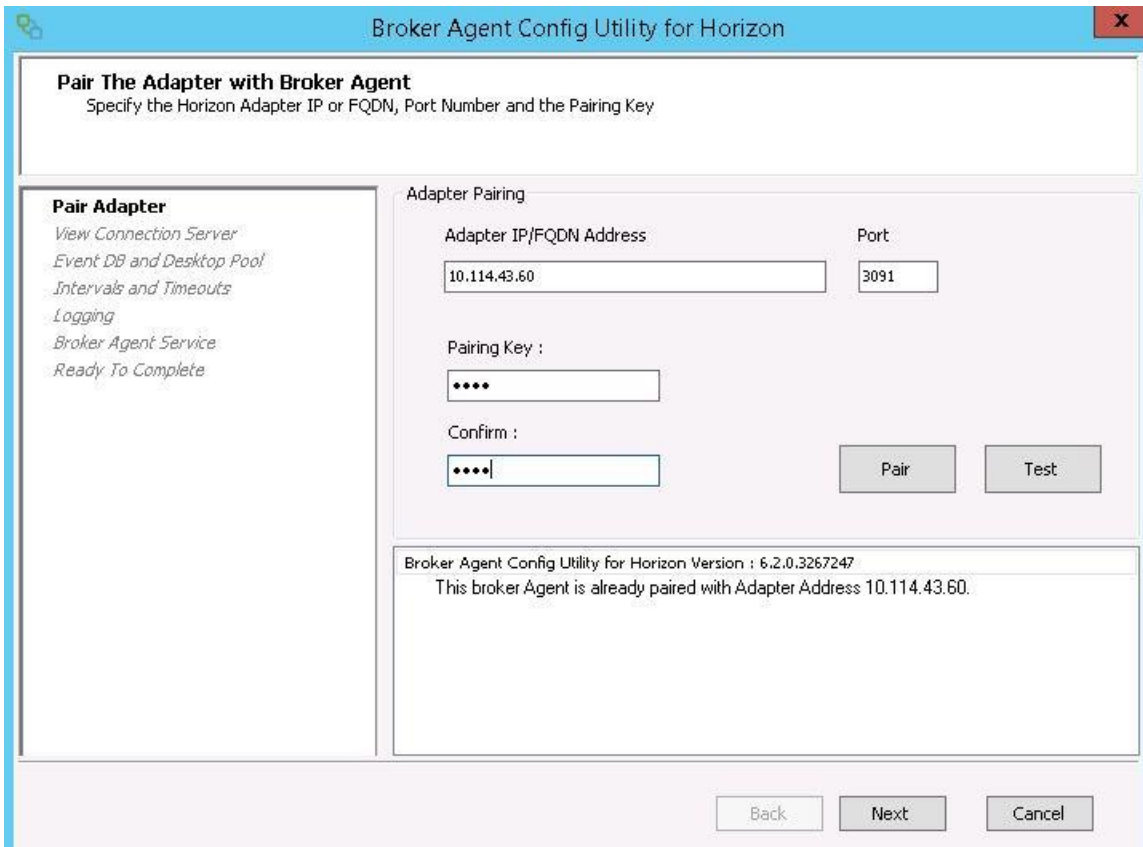 Broker Agent Config Utility for Horizon
x
Pair The Adapter with Broker Agent
Specify the Horizon Adapter IP or FQDN, Port Number and the Pairing Key
Pair Adapter
View Connection Server
Event DB and Desktop Pool
Intervals and Timeouts
Logging
Broker Agent Service
Ready To Complete
Adapter Pairing
Adapter IP/FQDN Address Port
10.114.43.60 3091
Pairing Key :
••••
Confirm :
••••
Pair Test
Broker Agent Config Utility for Horizon Version : 6.2.0.3267247
This broker Agent is already paired with Adapter Address 10.114.43.60.
Back Next Cancel